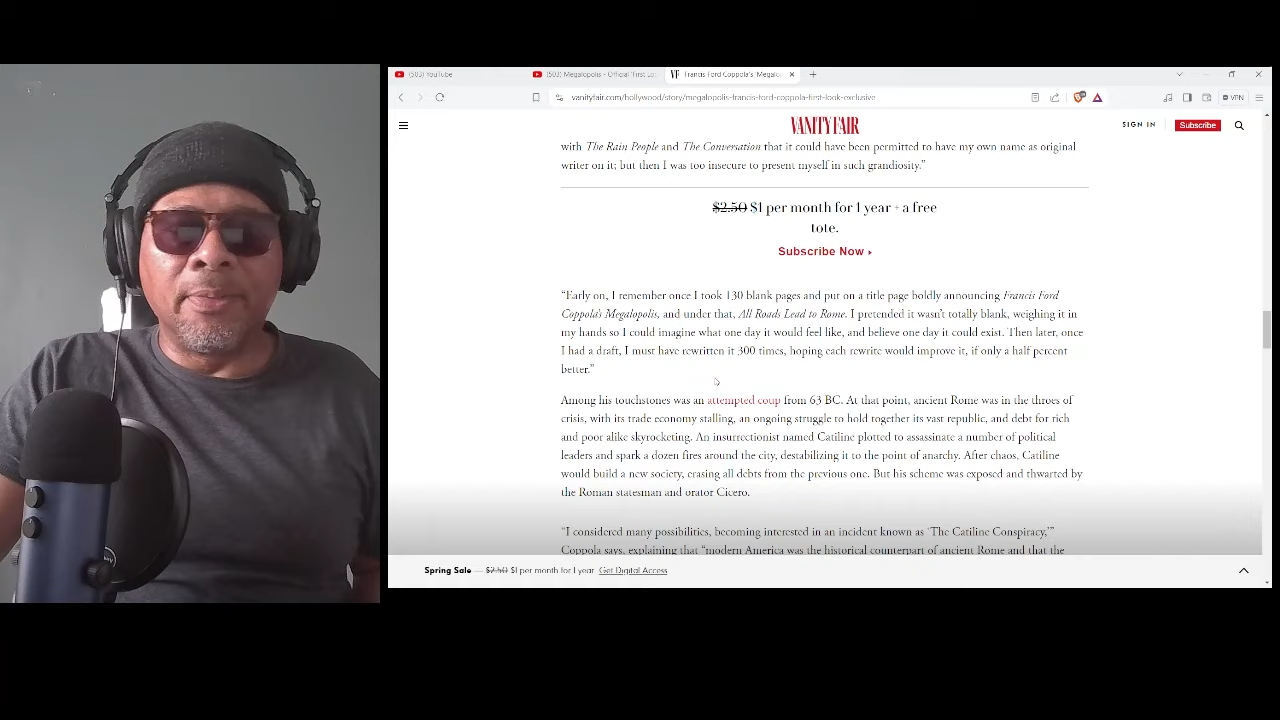 (503) YouTube
(503) Megalopolis - Official 'First Lo
VF Francis Ford Coppola's 'Megalo
vanityfair.com/hollywood/story/megalopolis-francis-ford-coppola-first-look-exclusive
VPN
VANITY FAIR
SIGN IN
Subscribe
with The Rain People and The Conversation that it could have been permitted to have my own name as original
writer on it; but then I was too insecure to present myself in such grandiosity.”
$2.50 $1 per month for 1 year + a free
tote.
Subscribe Now
“Early on, I remember once I took 130 blank pages and put on a title page boldly announcing Francis Ford
Coppola’s Megalopolis, and under that, All Roads Lead to Rome. I pretended it wasn’t totally blank, weighing it in
my hands so I could imagine what one day it would feel like, and believe one day it could exist. Then later, once
I had a draft, I must have rewritten it 300 times, hoping each rewrite would improve it, if only a half percent
better.”
Among his touchstones was an attempted coup from 63 BC. At that point, ancient Rome was in the throes of
crisis, with its trade economy stalling, an ongoing struggle to hold together its vast republic, and debt for rich
and poor alike skyrocketing. An insurrectionist named Catiline plotted to assassinate a number of political
leaders and spark a dozen fires around the city, destabilizing it to the point of anarchy. After chaos, Catiline
would build a new society, erasing all debts from the previous one. But his scheme was exposed and thwarted by
the Roman statesman and orator Cicero.
“I considered many possibilities, becoming interested in an incident known as ‘The Catiline Conspiracy,’”
Coppola says, explaining that “modern America was the historical counterpart of ancient Rome and that the
Spring Sale — $2.50 $1 per month for 1 year Get Digital Access